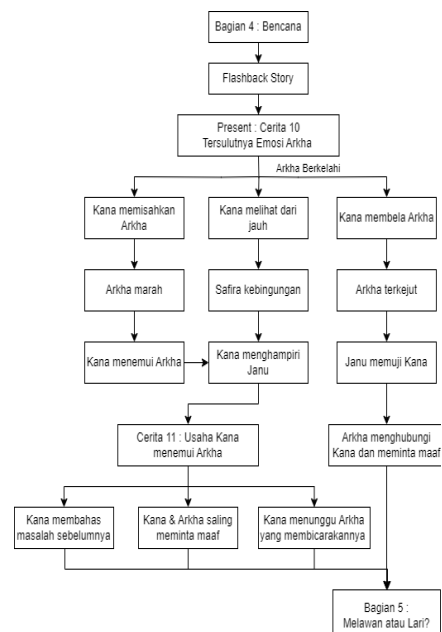 Bagian 4 : Bencana
Flashback Story
Present : Cerita 10
Tersulutnya Emosi Arkha
Arkha Berkelahi
Kana memisahkan
Arkha
Kana melihat dari
jauh
Kana membela Arkha
Arkha marah
Safira kebingungan
Arkha terkejut
Kana menemui Arkha
Kana menghampiri
Janu
Janu memuji Kana
Cerita 11 : Usaha Kana
menemui Arkha
Arkha menghubungi
Kana dan meminta maaf
Kana membahas
masalah sebelumnya
Kana & Arkha saling
meminta maaf
Kana menunggu Arkha
yang membicarakannya
Bagian 5 :
Melawan atau Lari?